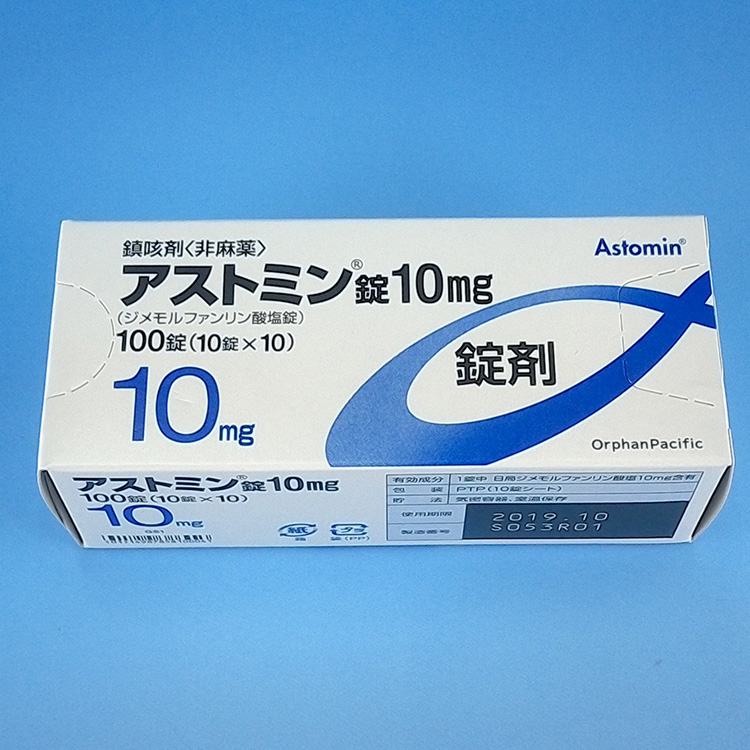 鎮咳剤〈非麻薬〉
Astomin®
アストミン®錠10mg
(ジメモルファンリン酸塩錠)
100錠(10錠×10)
10mg
錠剤
OrphanPacific
アストミン®錠10mg
100錠(10錠×10)
10mg
GS1
紙
箱
プラ
袋(PP)
有効成分 1錠中 日局ジメモルファンリン酸塩10mg含有
包装 PTP(10錠シート)
貯法 気密容器、室温保存
使用期限 2019.10
製造番号 S053R01